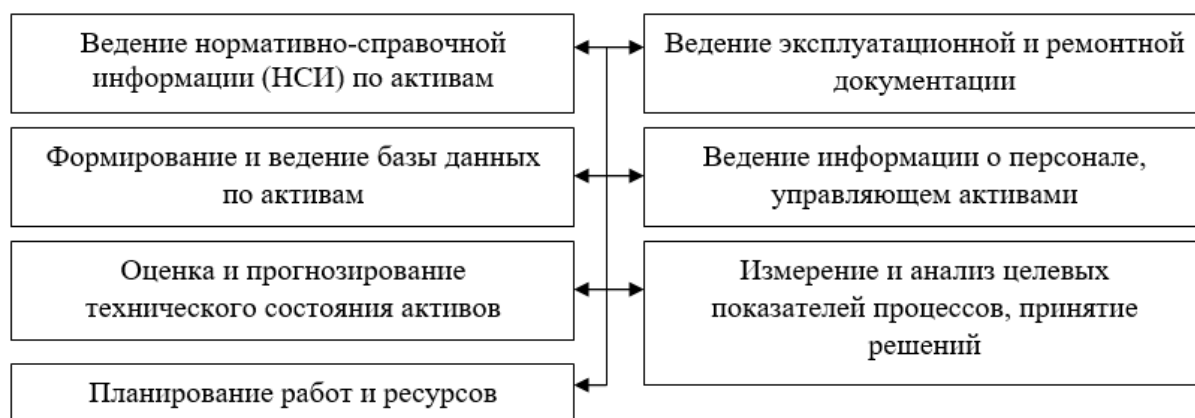 Ведение нормативно-справочной
информации (НСИ) по активам
Ведение эксплуатационной и ремонтной
документации
Формирование и ведение базы данных
по активам
Ведение информации о персонале,
управляющем активами
Оценка и прогнозирование
технического состояния активов
Измерение и анализ целевых
показателей процессов, принятие
решений
Планирование работ и ресурсов